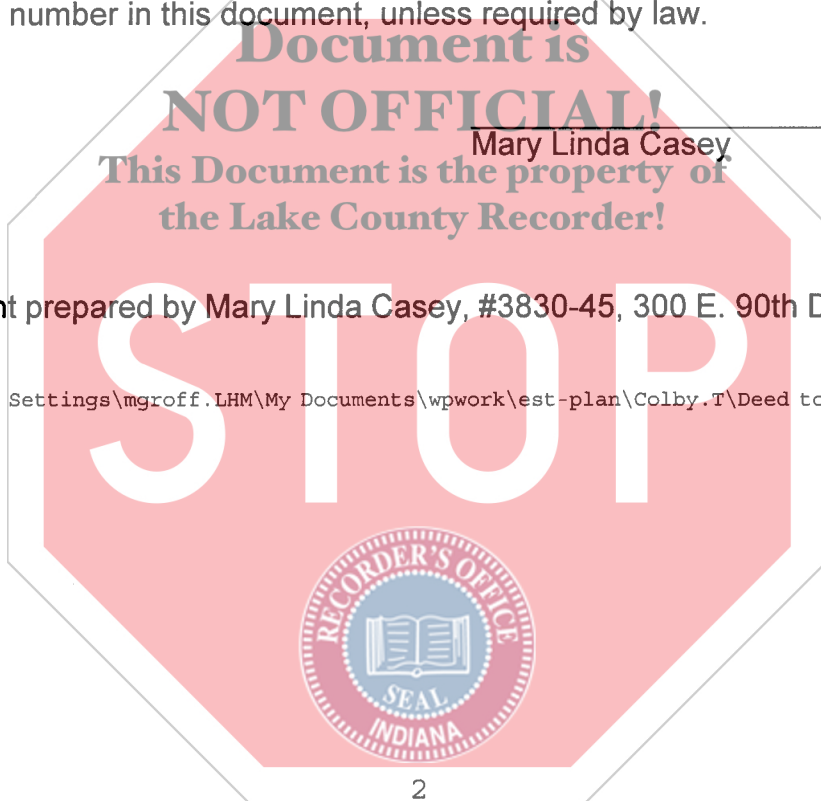 number in this document, unless required by law.
Document is
NOT OFFICIAL!
Mary Linda Casey
This Document is the property of
the Lake County Recorder!
STOP
prepared by Mary Linda Casey, #3830-45, 300 E. 90th
Settings\mgroff.LHM\My Documents\wpwork\est-plan\Colby.T\Deed to
RECORDER'S OFFICE
SEAL
INDIANA
2